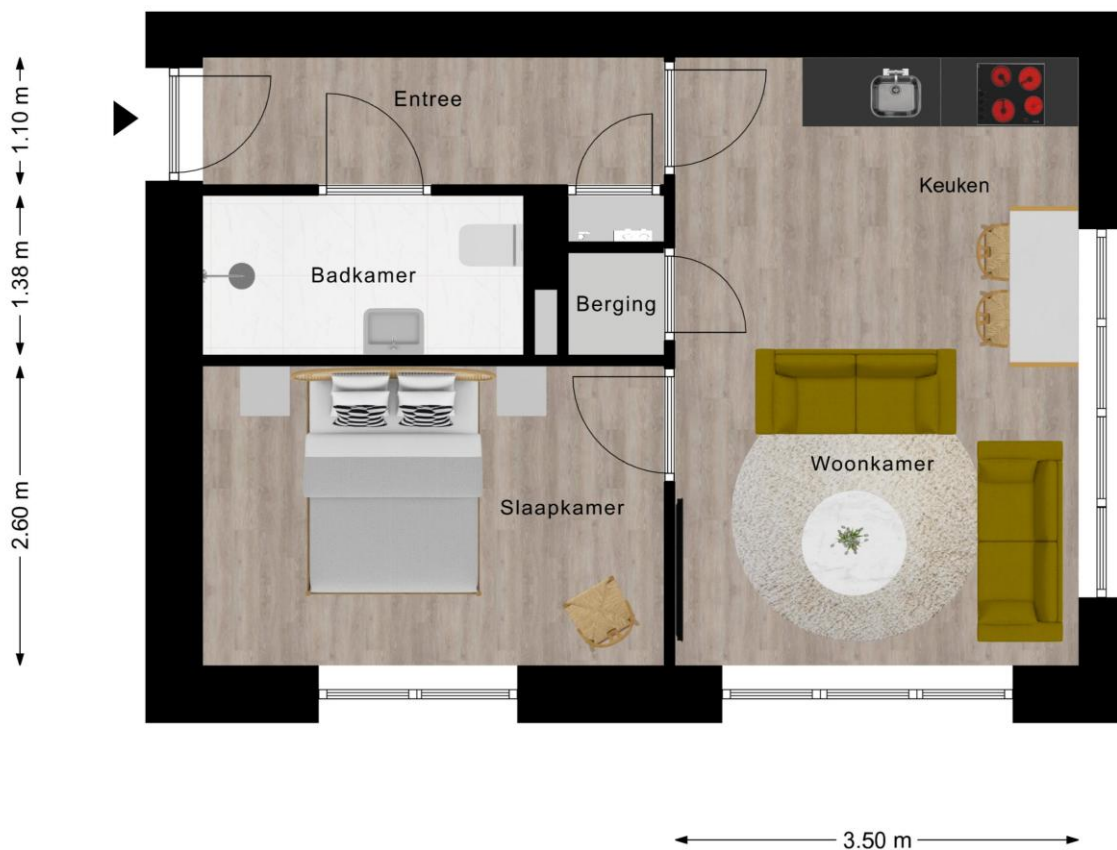 1.10 m
1.38 m
2.60 m
Entree
Keuken
Badkamer
Berging
Woonkamer
Slaapkamer
3.50 m